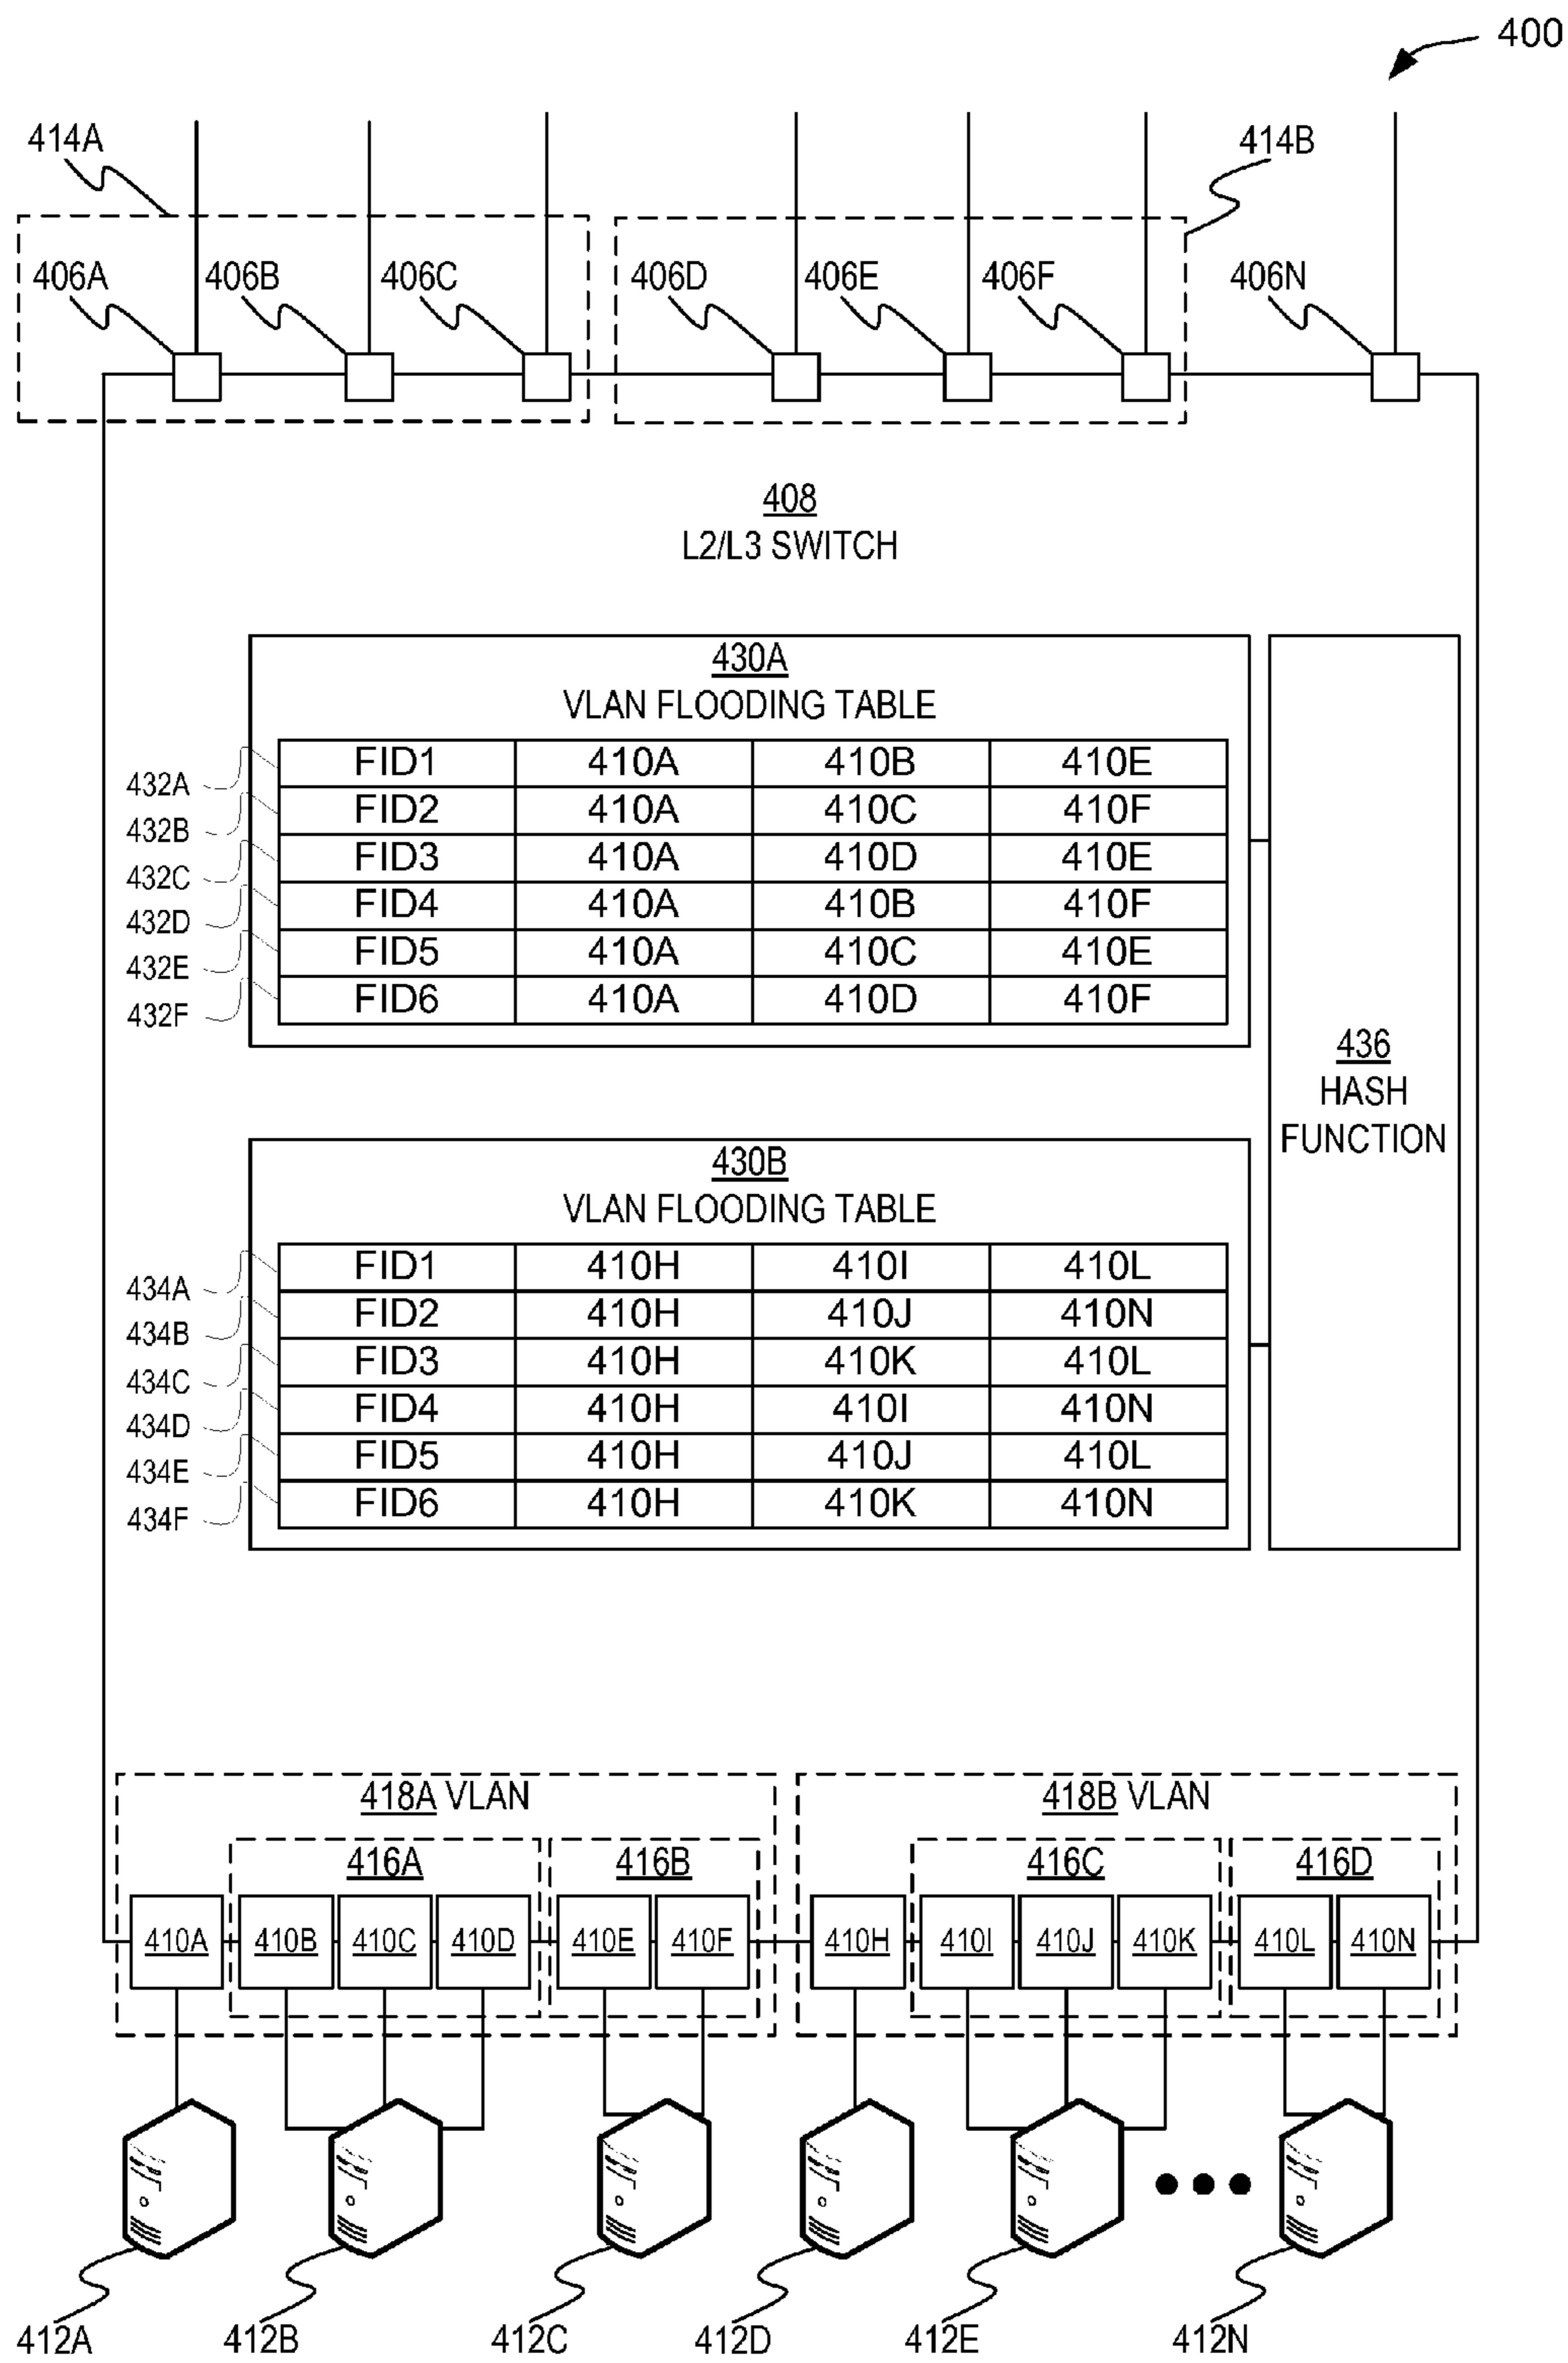 400
414A
414B
406A 406B 406C 406D 406E 406F 406N
408
L2/L3 SWITCH
430A
VLAN FLOODING TABLE
432A FID1 410A 410B 410E
432B FID2 410A 410C 410F
432C FID3 410A 410D 410E
432D FID4 410A 410B 410F
432E FID5 410A 410C 410E
432F FID6 410A 410D 410F
436
HASH
FUNCTION
430B
VLAN FLOODING TABLE
434A FID1 410H 410I 410L
434B FID2 410H 410J 410N
434C FID3 410H 410K 410L
434D FID4 410H 410I 410N
434E FID5 410H 410J 410L
434F FID6 410H 410K 410N
418A VLAN
418B VLAN
416A 416B 416C 416D
410A 410B 410C 410D 410E 410F 410H 410I 410J 410K 410L 410N
412A 412B 412C 412D 412E 412N